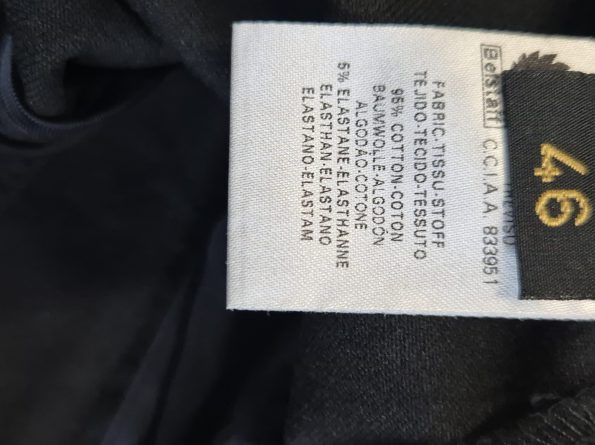 46
Belstaff C.C.I.A A. 833951
FABRIC-TISSU-STOFF
TEJIDO-TECIDO-TESSUTO
95% COTTON-COTON
BAUMWOLLE-ALGODÓN
ALGODÃO-COTONE
5% ELASTANE-ELASTHANNE
ELASTHAN-ELASTANO
ELASTANO-ELASTAM